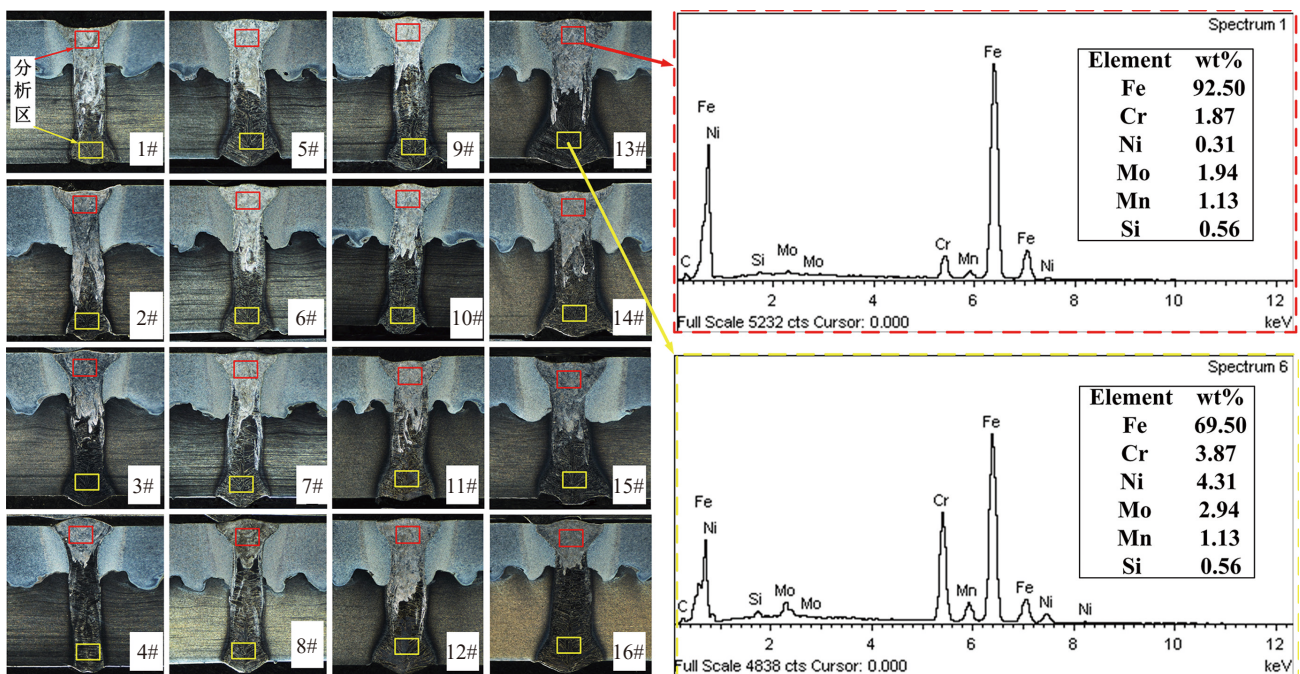 分
析
区
1#
5#
9#
13#
2#
6#
10#
14#
3#
7#
11#
15#
4#
8#
12#
16#
Spectrum 1
Fe
Fe
Ni
C
Si
Mo
Mo
Cr
Mn
Fe
Ni
Element wt%
Fe 92.50
Cr 1.87
Ni 0.31
Mo 1.94
Mn 1.13
Si 0.56
2 4 6 8 10 12
Full Scale 5232 cts Cursor: 0.000 keV
Spectrum 6
Fe
Fe
Ni
C
Si
Mo
Mo
Cr
Mn
Fe
Ni
Ni
Element wt%
Fe 69.50
Cr 3.87
Ni 4.31
Mo 2.94
Mn 1.13
Si 0.56
2 4 6 8 10 12
Full Scale 4838 cts Cursor: 0.000 keV